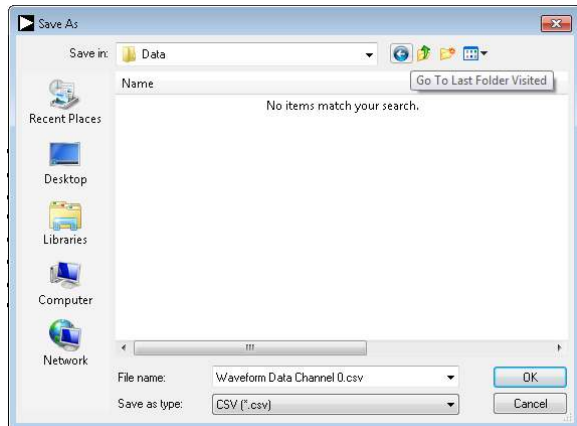 Save As
Save in:
Data
Go To Last Folder Visited
Name
No items match your search.
Recent Places
Desktop
Libraries
Computer
Network
File name:
Waveform Data Channel 0.csv
OK
Save as type:
CSV (*.csv)
Cancel